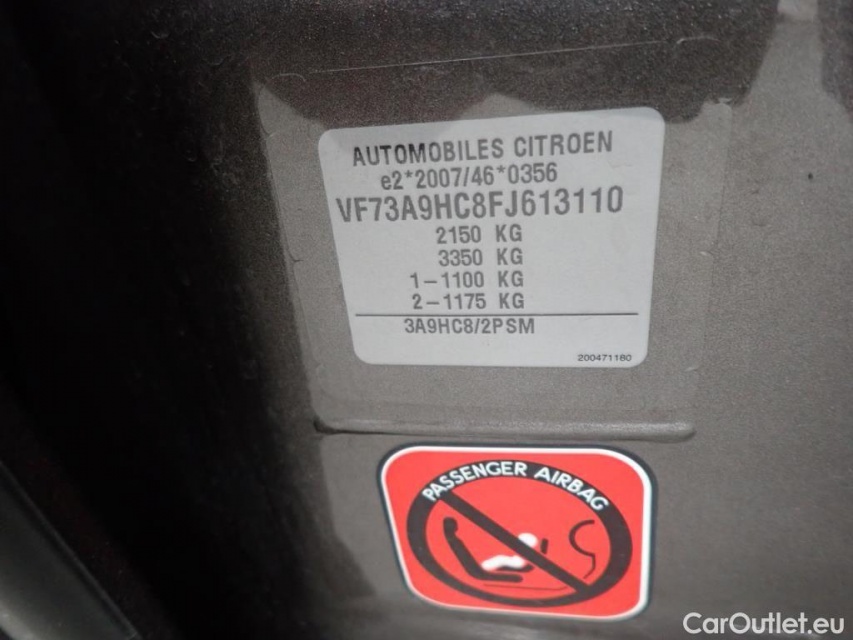 AUTOMOBILES CITROEN
e2*2007/46*0356
VF73A9HC8FJ613110
2150 KG
3350 KG
1-1100 KG
2-1175 KG
3A9HC8/2PSM
200471180
PASSENGER AIRBAG
CarOutlet.eu